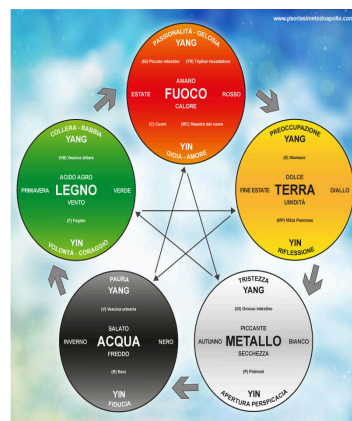 www.psoriasimetodoapollo.com
PASSIONALITÀ - GELOSIA
YANG
(IG) Piccolo intestino (TR) Triplice riscaldatore
AMARO
ESTATE FUOCO ROSSO
CALORE
(C) Cuore (MC) Maestro del cuore
YIN
GIOIA - AMORE
COLLERA - RABBIA
YANG
(VB) Vescica biliare
ACIDO AGRO
PRIMAVERA LEGNO VERDE
VENTO
(F) Fegato
YIN
VOLONTÀ - CORAGGIO
PREOCCUPAZIONE
YANG
(S) Stomaco
DOLCE
FINE ESTATE TERRA GIALLO
UMIDITÀ
(MP) Milza Pancreas
YIN
RIFLESSIONE
PAURA
YANG
(V) Vescica urinaria
SALATO
INVERNO ACQUA NERO
FREDDO
(R) Reni
YIN
FIDUCIA
TRISTEZZA
YANG
(GI) Grosso intestino
PICCANTE
AUTUNNO METALLO BIANCO
SECCHEZZA
(P) Polmoni
YIN
APERTURA PERSPICACIA